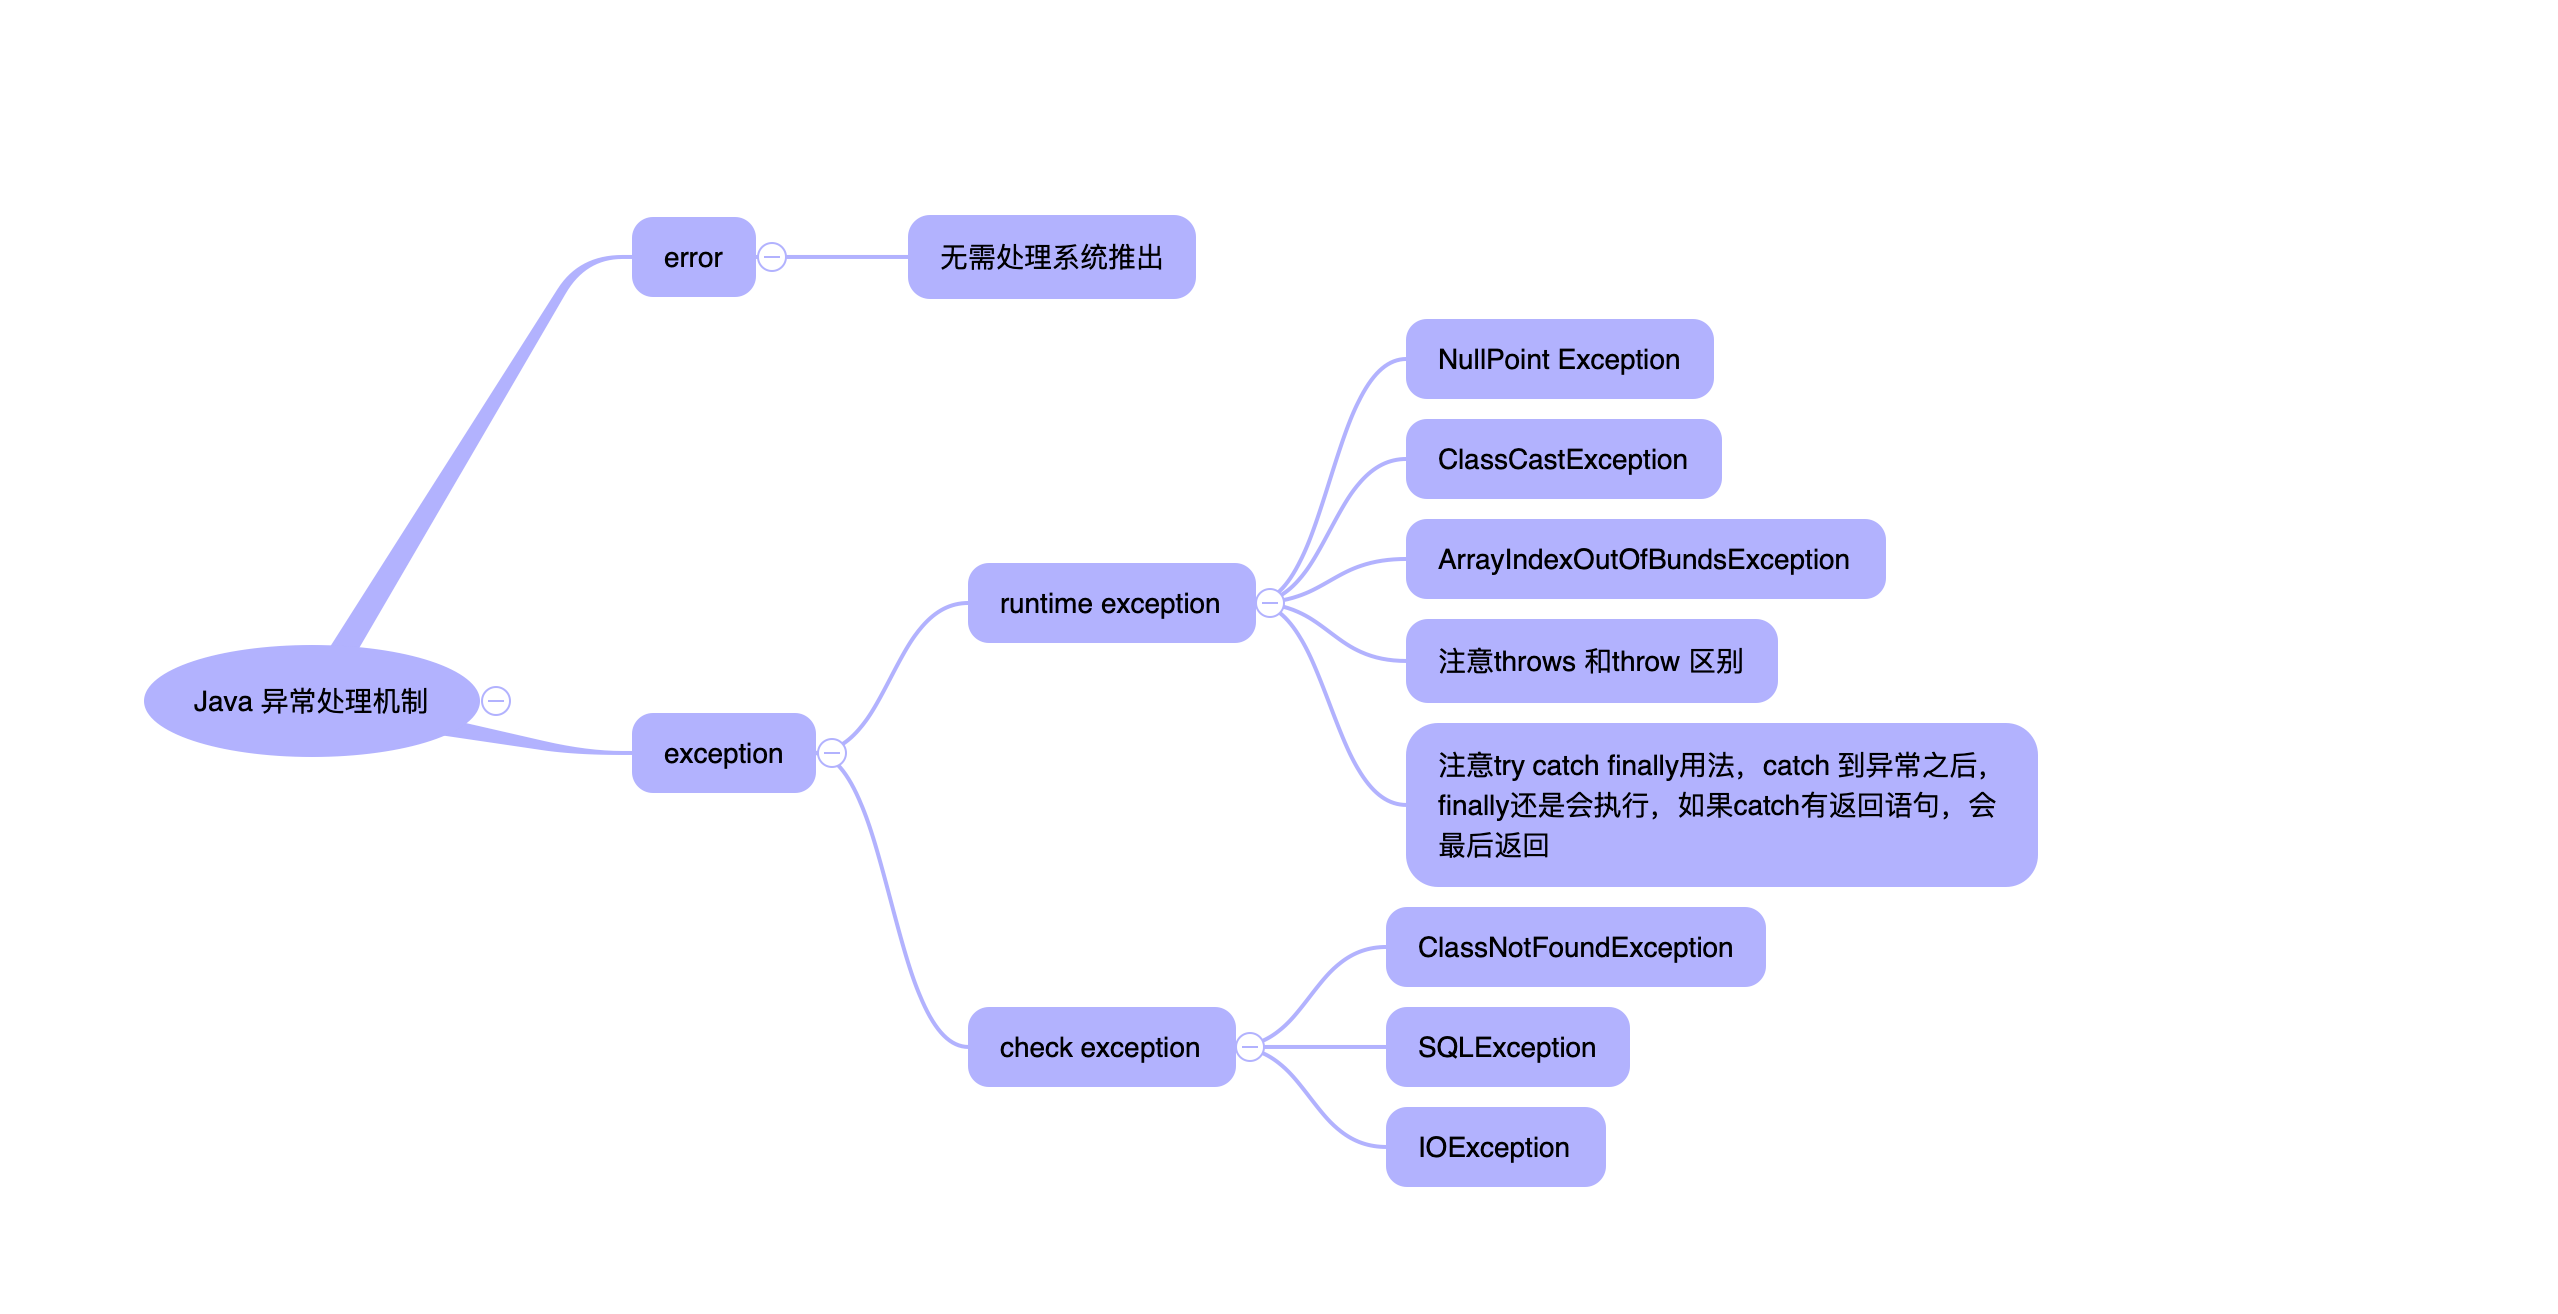 error
无需处理系统推出
NullPoint Exception
ClassCastException
ArrayIndexOutOfBundsException
runtime exception
注意throws 和throw 区别
Java 异常处理机制
exception
注意try catch finally用法，catch 到异常之后，
finally还是会执行，如果catch有返回语句，会
最后返回
ClassNotFoundException
check exception
SQLException
IOException